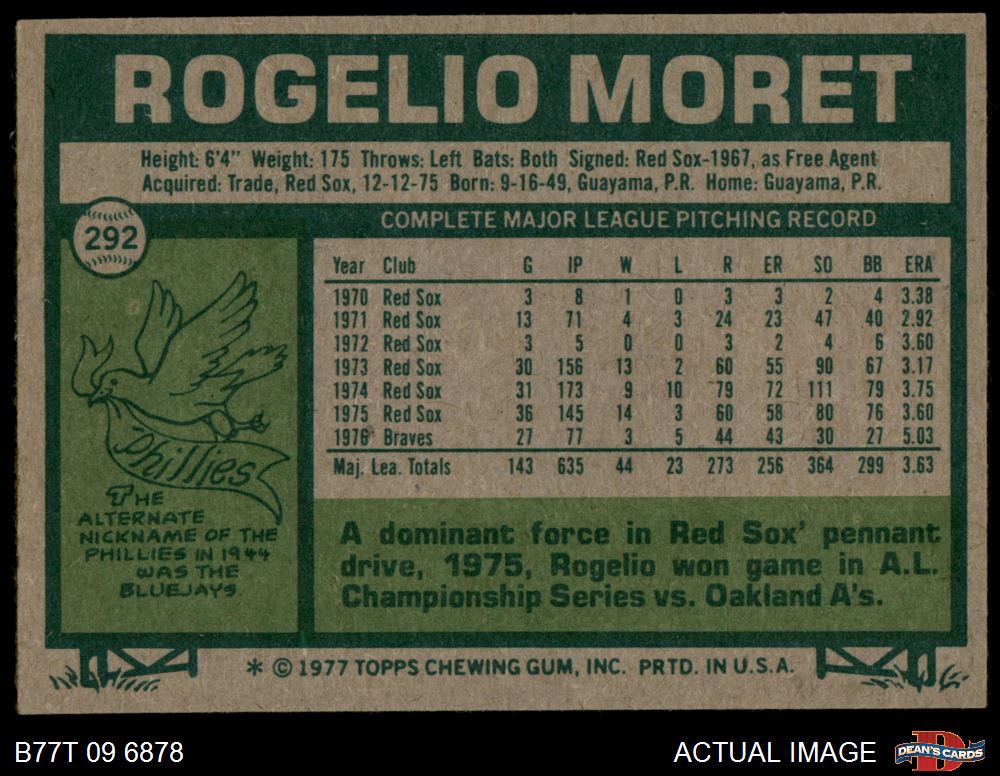 ROGELIO MORET
Height: 6'4" Weight: 175 Throws: Left Bats: Both Signed: Red Sox-1967, as Free Agent
Acquired: Trade, Red Sox, 12-12-75 Born: 9-16-49, Guayama, P.R. Home: Guayama, P.R.
292
COMPLETE MAJOR LEAGUE PITCHING RECORD
Year Club G IP W L R ER SO BB ERA
1970 Red Sox 3 8 1 0 3 3 2 4 3.38
1971 Red Sox 13 71 4 3 24 23 47 40 2.92
1972 Red Sox 3 5 0 0 3 2 4 6 3.60
1973 Red Sox 30 156 13 2 60 55 90 67 3.17
1974 Red Sox 31 173 9 10 79 72 111 79 3.75
1975 Red Sox 36 145 14 3 60 58 80 76 3.60
1976 Braves 27 77 3 5 44 43 30 27 5.03
Maj. Lea. Totals 143 635 44 23 273 256 364 299 3.63
Phillies
THE
ALTERNATE
NICKNAME OF THE
PHILLIES IN 1944
WAS THE
BLUEJAYS.
A dominant force in Red Sox' pennant
drive, 1975, Rogelio won game in A.L.
Championship Series vs. Oakland A's.
* © 1977 TOPPS CHEWING GUM, INC. PRTD. IN U.S.A.
B77T 09 6878
ACTUAL IMAGE
DEAN'S CARDS